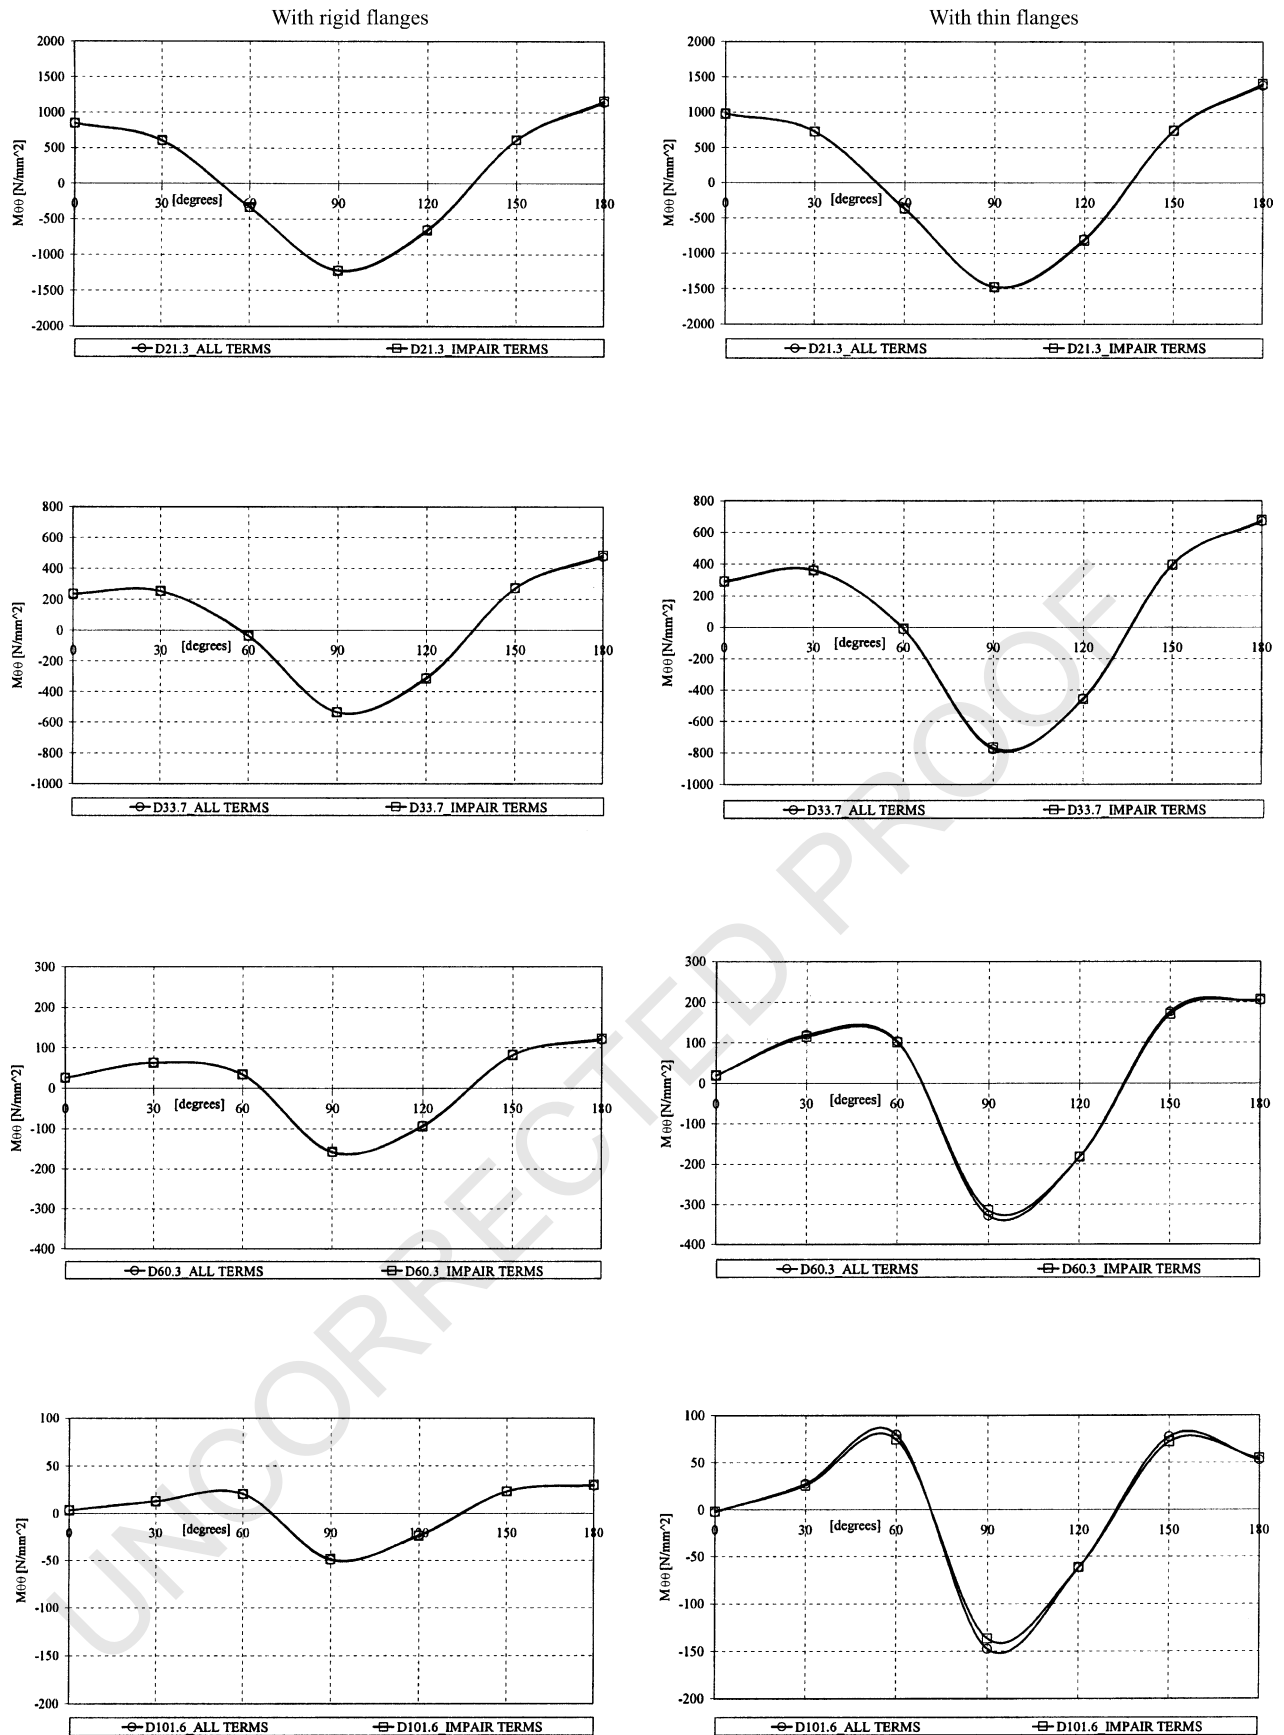 With rigid flanges
With thin flanges
2000
1500
1000
500
0
-500
-1000
-1500
-2000
Mθθ [N/mm^2]
[degrees]
0 30 60 90 120 150 180
D21.3_ALL TERMS D21.3_IMPAIR TERMS
2000
1500
1000
500
0
-500
-1000
-1500
-2000
Mθθ [N/mm^2]
[degrees]
0 30 60 90 120 150 180
D21.3_ALL TERMS D21.3_IMPAIR TERMS
800
600
400
200
0
-200
-400
-600
-800
-1000
Mθθ [N/mm^2]
[degrees]
0 30 60 90 120 150 180
D33.7_ALL TERMS D33.7_IMPAIR TERMS
800
600
400
200
0
-200
-400
-600
-800
-1000
Mθθ [N/mm^2]
[degrees]
0 30 60 90 120 150 180
D33.7_ALL TERMS D33.7_IMPAIR TERMS
300
200
100
0
-100
-200
-300
-400
Mθθ [N/mm^2]
[degrees]
0 30 60 90 120 150 180
D60.3_ALL TERMS D60.3_IMPAIR TERMS
300
200
100
0
-100
-200
-300
-400
Mθθ [N/mm^2]
[degrees]
0 30 60 90 120 150 180
D60.3_ALL TERMS D60.3_IMPAIR TERMS
100
50
0
-50
-100
-150
-200
Mθθ [N/mm^2]
[degrees]
0 30 60 90 120 150 180
D101.6_ALL TERMS D101.6_IMPAIR TERMS
100
50
0
-50
-100
-150
-200
Mθθ [N/mm^2]
[degrees]
0 30 60 90 120 150 180
D101.6_ALL TERMS D101.6_IMPAIR TERMS
UNCORRECTED PROOF